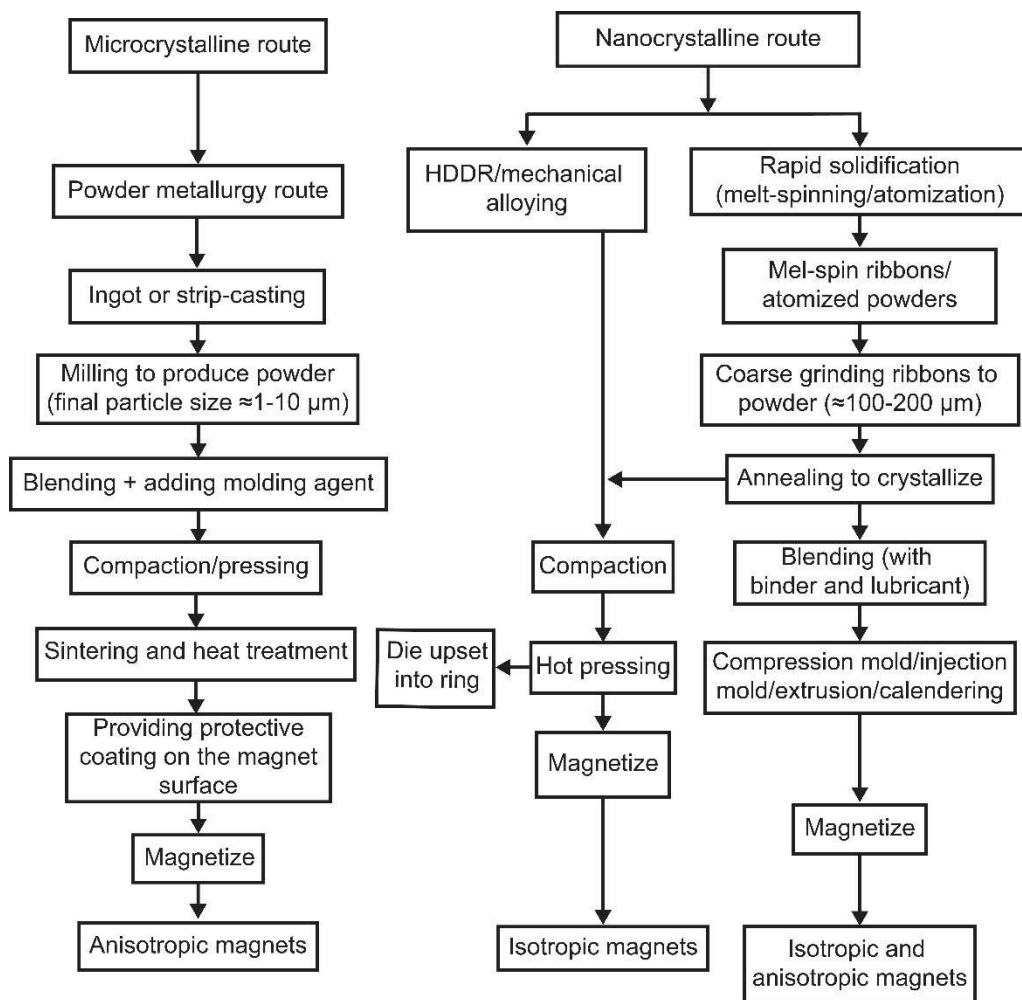 Microcrystalline route
Powder metallurgy route
Ingot or strip-casting
Milling to produce powder
(final particle size ≈1-10 μm)
Blending + adding molding agent
Compaction/pressing
Sintering and heat treatment
Providing protective
coating on the magnet
surface
Magnetize
Anisotropic magnets
Nanocrystalline route
HDDR/mechanical
alloying
Compaction
Hot pressing
Die upset
into ring
Magnetize
Isotropic magnets
Rapid solidification
(melt-spinning/atomization)
Mel-spin ribbons/
atomized powders
Coarse grinding ribbons to
powder (≈100-200 μm)
Annealing to crystallize
Blending (with
binder and lubricant)
Compression mold/injection
mold/extrusion/calendering
Magnetize
Isotropic and
anisotropic magnets